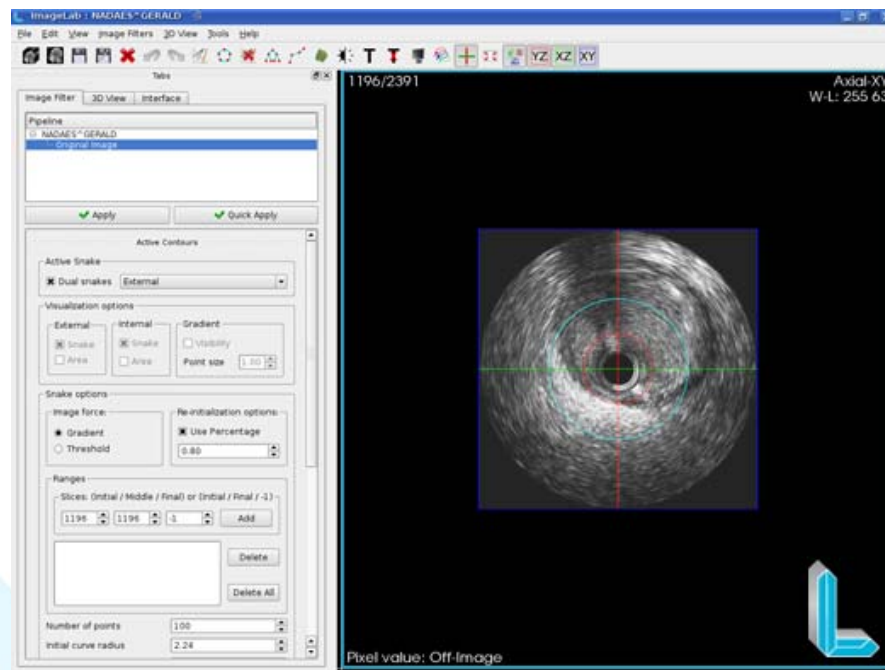 ImageLab : NADAES^GERALD
File Edit View Image Filters 3D View Tools Help
T T YZ XZ XY
Tabs
Image Filter 3D View Interface
Pipeline
NADAES^GERALD
Original Image
Apply Quick Apply
Active Contours
Active Snake
Dual snakes External
Visualization options
External Internal Gradient
Snake Snake Visibility
Area Area Point size 1.00
Snake options
Image force: Re-initialization options:
Gradient Use Percentage
Threshold 0.80
Ranges
Slices: (Initial / Middle / Final) or (Initial / Final / -1)
1196 1196 -1 Add
Delete
Delete All
Number of points 100
Initial curve radius 2.24
1196/2391 Axial-XY
W-L: 255 63
Pixel value: Off-Image